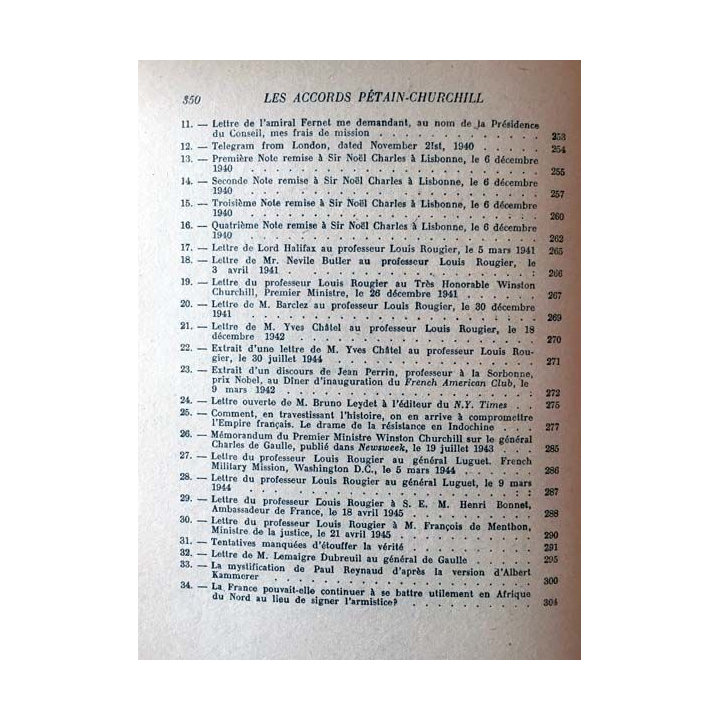 350 LES ACCORDS PÉTAIN-CHURCHILL
11. — Lettre de l'amiral Fernet me demandant, au nom de la Présidence
du Conseil, mes frais de mission . . . . . . . . . . . . 253
12. — Telegram from London, dated November 21st, 1940 . . . . . 254
13. — Première Note remise à Sir Noël Charles à Lisbonne, le 6 décembre
1940 . . . . . . . . . . . . . . . . . . . . 255
14. — Seconde Note remise à Sir Noël Charles à Lisbonne, le 6 décembre
1940 . . . . . . . . . . . . . . . . . . . . 257
15. — Troisième Note remise à Sir Noël Charles à Lisbonne, le 6 décembre
1940 . . . . . . . . . . . . . . . . . . . . 260
16. — Quatrième Note remise à Sir Noël Charles à Lisbonne, le 6 décembre
1940 . . . . . . . . . . . . . . . . . . . . 262
17. — Lettre de Lord Halifax au professeur Louis Rougier, le 5 mars 1941 265
18. — Lettre de Mr. Nevile Butler au professeur Louis Rougier, le
3 avril 1941 . . . . . . . . . . . . . . . . . : 266
19. — Lettre du professeur Louis Rougier au Très Honorable Winston
Churchill, Premier Ministre, le 26 décembre 1941 . . . . . . 267
20. — Lettre de M. Barclez au professeur Louis Rougier, le 30 décembre
1941 . . . . . . . . . . . . . . . . . . . . 269
21. — Lettre de M. Yves Châtel au professeur Louis Rougier, le 18
décembre 1942 . . . . . . . . . . . . . . . . . 270
22. — Extrait d'une lettre de M. Yves Châtel au professeur Louis Rou-
gier, le 30 juillet 1944 . . . . . . . . . . . . . . 271
23. — Extrait d'un discours de Jean Perrin, professeur à la Sorbonne,
prix Nobel, au Dîner d'inauguration du French American Club, le
9 mars 1942 . . . . . . . . . . . . . . . . . . 272
24. — Lettre ouverte de M. Bruno Leydet à l'éditeur du N.Y. Times . . 275
25. — Comment, en travestissant l'histoire, on en arrive à compromettre
l'Empire français. Le drame de la résistance en Indochine . . . . 277
26. — Mémorandum du Premier Ministre Winston Churchill sur le général
Charles de Gaulle, publié dans Newsweek, le 19 juillet 1943 . . . 285
27. — Lettre du professeur Louis Rougier au général Luguet. French
Military Mission, Washington D.C., le 5 mars 1944 . . . . . . 286
28. — Lettre du professeur Louis Rougier au général Luguet, le 9 mars
1944 . . . . . . . . . . . . . . . . . . . : : 287
29. — Lettre du professeur Louis Rougier à S. E. M. Henri Bonnet,
Ambassadeur de France, le 18 avril 1945 . . . . . . . . . 288
30. — Lettre du professeur Louis Rougier à M. François de Menthon,
Ministre de la justice, le 21 avril 1945 . . . . . . . . . . 290
31. — Tentatives manquées d'étouffer la vérité . . . . . . . . . 291
32. — Lettre de M. Lemaigre Dubreuil au général de Gaulle . . . . . 295
33. — La mystification de Paul Reynaud d'après la version d'Albert
Kammerer . . . . . . . . . . . . . . . . . . . 300
34. — La France pouvait-elle continuer à se battre utilement en Afrique
du Nord au lieu de signer l'armistice? . . . . . . . . . . 304